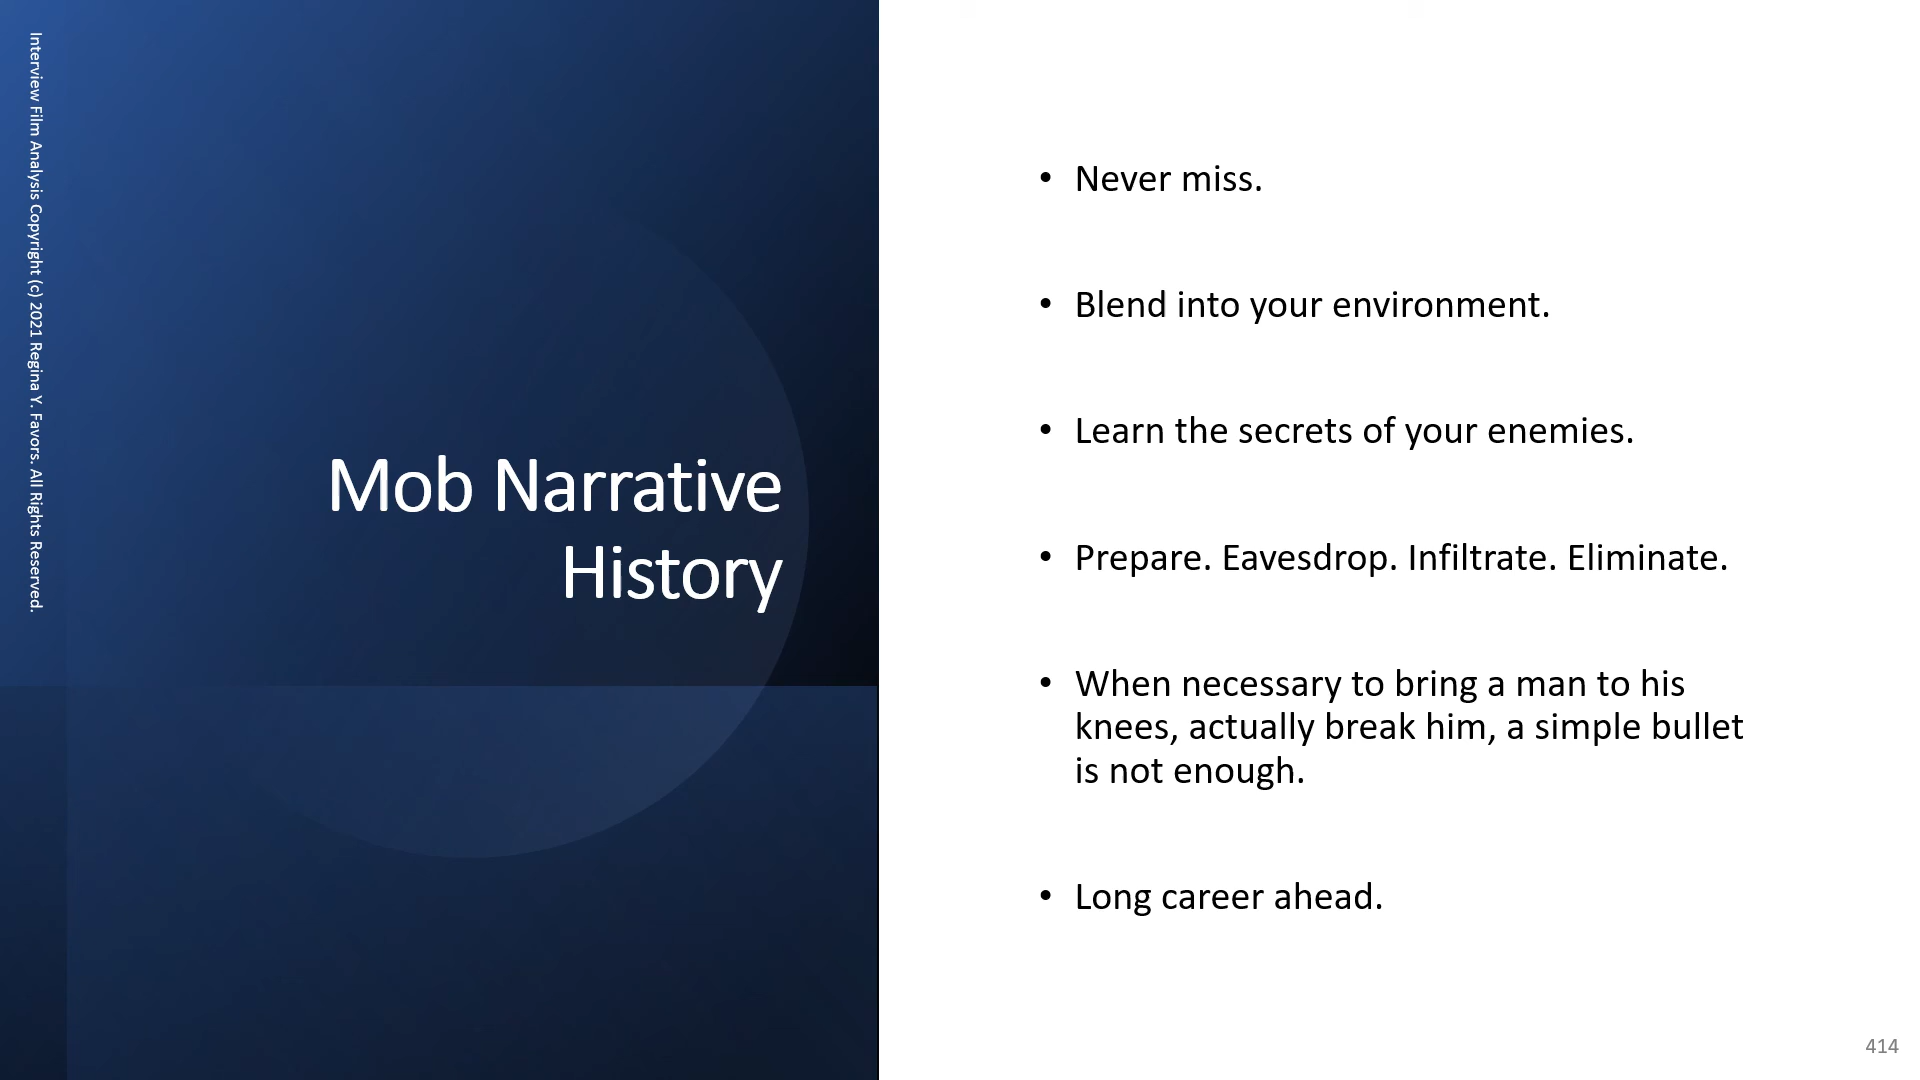 Interview Film Analysis Copyright (c) 2021 Regina Y. Favors. All Rights Reserved.
Mob Narrative
History
• Never miss.
• Blend into your environment.
• Learn the secrets of your enemies.
• Prepare. Eavesdrop. Infiltrate. Eliminate.
• When necessary to bring a man to his
knees, actually break him, a simple bullet
is not enough.
• Long career ahead.
414